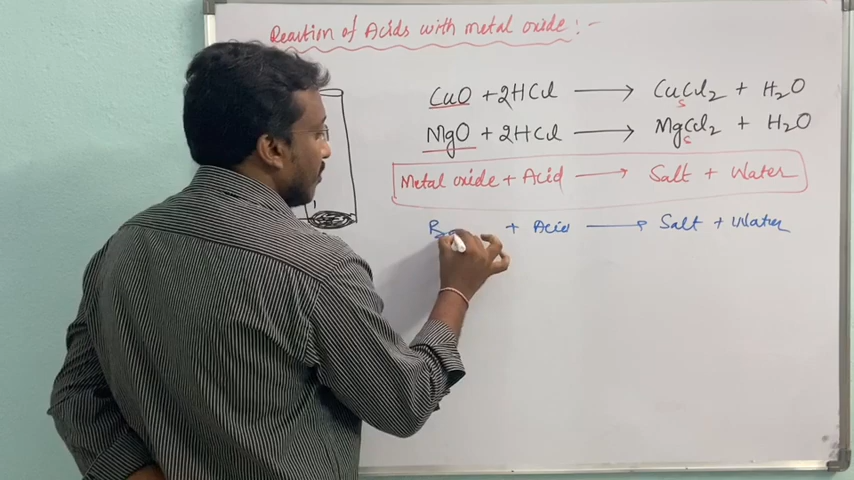 Reaction of Acids with metal oxide :-
CuO + 2HCl → CuCl2 + H2O
s
MgO + 2HCl → MgCl2 + H2O
s
Metal oxide + Acid → Salt + Water
+ Acid → Salt + Water